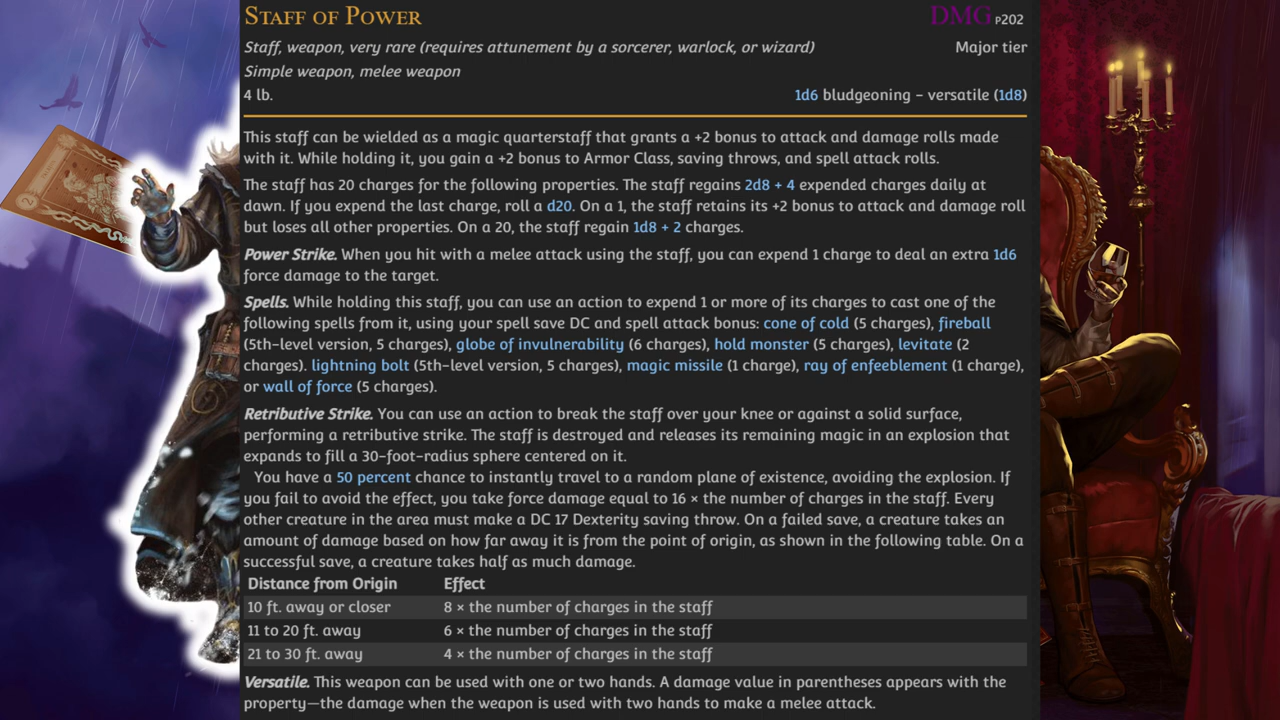 Staff of Power DMG P202
Staff, weapon, very rare (requires attunement by a sorcerer, warlock, or wizard) Major tier
Simple weapon, melee weapon
4 lb. 1d6 bludgeoning – versatile (1d8)
This staff can be wielded as a magic quarterstaff that grants a +2 bonus to attack and damage rolls made
with it. While holding it, you gain a +2 bonus to Armor Class, saving throws, and spell attack rolls.
The staff has 20 charges for the following properties. The staff regains 2d8 + 4 expended charges daily at
dawn. If you expend the last charge, roll a d20. On a 1, the staff retains its +2 bonus to attack and damage roll
but loses all other properties. On a 20, the staff regain 1d8 + 2 charges.
Power Strike. When you hit with a melee attack using the staff, you can expend 1 charge to deal an extra 1d6
force damage to the target.
Spells. While holding this staff, you can use an action to expend 1 or more of its charges to cast one of the
following spells from it, using your spell save DC and spell attack bonus: cone of cold (5 charges), fireball
(5th-level version, 5 charges), globe of invulnerability (6 charges), hold monster (5 charges), levitate (2
charges). lightning bolt (5th-level version, 5 charges), magic missile (1 charge), ray of enfeeblement (1 charge),
or wall of force (5 charges).
Retributive Strike. You can use an action to break the staff over your knee or against a solid surface,
performing a retributive strike. The staff is destroyed and releases its remaining magic in an explosion that
expands to fill a 30-foot-radius sphere centered on it.
You have a 50 percent chance to instantly travel to a random plane of existence, avoiding the explosion. If
you fail to avoid the effect, you take force damage equal to 16 × the number of charges in the staff. Every
other creature in the area must make a DC 17 Dexterity saving throw. On a failed save, a creature takes an
amount of damage based on how far away it is from the point of origin, as shown in the following table. On a
successful save, a creature takes half as much damage.
Distance from Origin Effect
10 ft. away or closer 8 × the number of charges in the staff
11 to 20 ft. away 6 × the number of charges in the staff
21 to 30 ft. away 4 × the number of charges in the staff
Versatile. This weapon can be used with one or two hands. A damage value in parentheses appears with the
property—the damage when the weapon is used with two hands to make a melee attack.